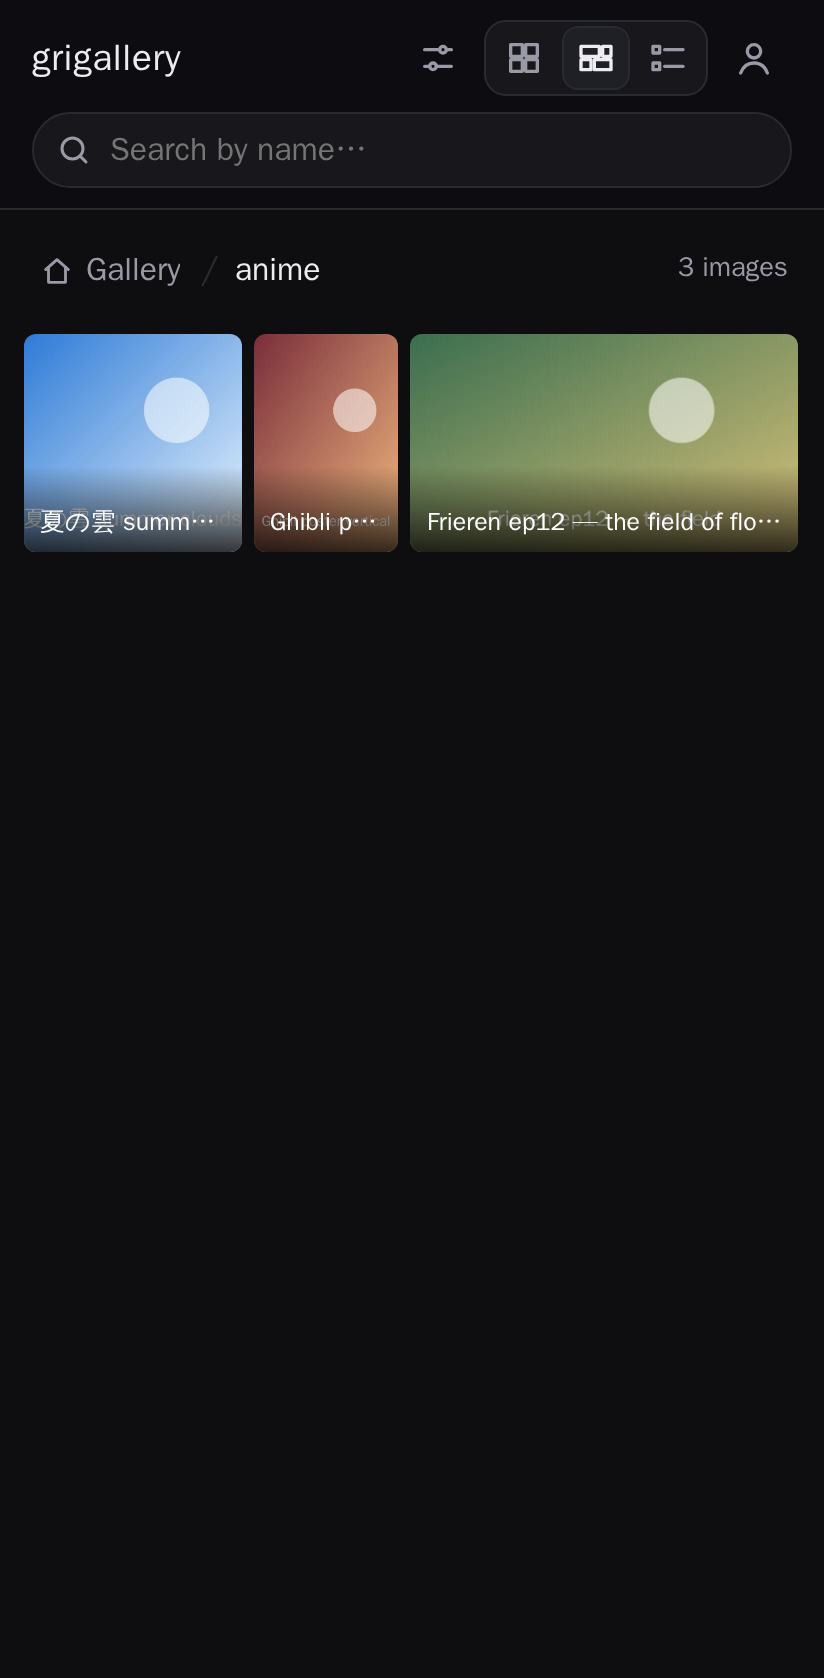 grigallery
Search by name…
Gallery / anime
3 images
夏の雲 summ…
Ghibli p…
Frieren ep12 — the field of flo…